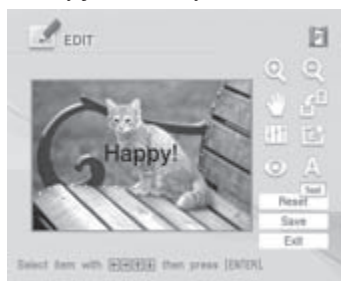 EDIT
Happy!
Text
Reset
Save
Exit
Select item with [←][→][↑][↓] then press [ENTER].